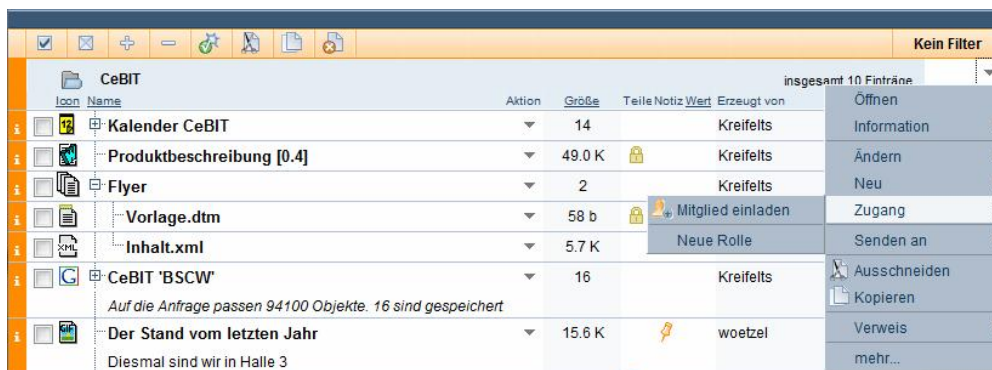 Kein Filter
CeBIT insgesamt 10 Einträge
Icon Name Aktion Größe Teile Notiz Wert Erzeugt von
Kalender CeBIT 14 Kreifelts
Produktbeschreibung [0.4] 49.0 K Kreifelts
Flyer 2 Kreifelts
Vorlage.dtm 58 b
Inhalt.xml 5.7 K
CeBIT 'BSCW' 16 Kreifelts
Auf die Anfrage passen 94100 Objekte. 16 sind gespeichert
Der Stand vom letzten Jahr 15.6 K woetzel
Diesmal sind wir in Halle 3
Mitglied einladen
Neue Rolle
Öffnen
Information
Ändern
Neu
Zugang
Senden an
Ausschneiden
Kopieren
Verweis
mehr...